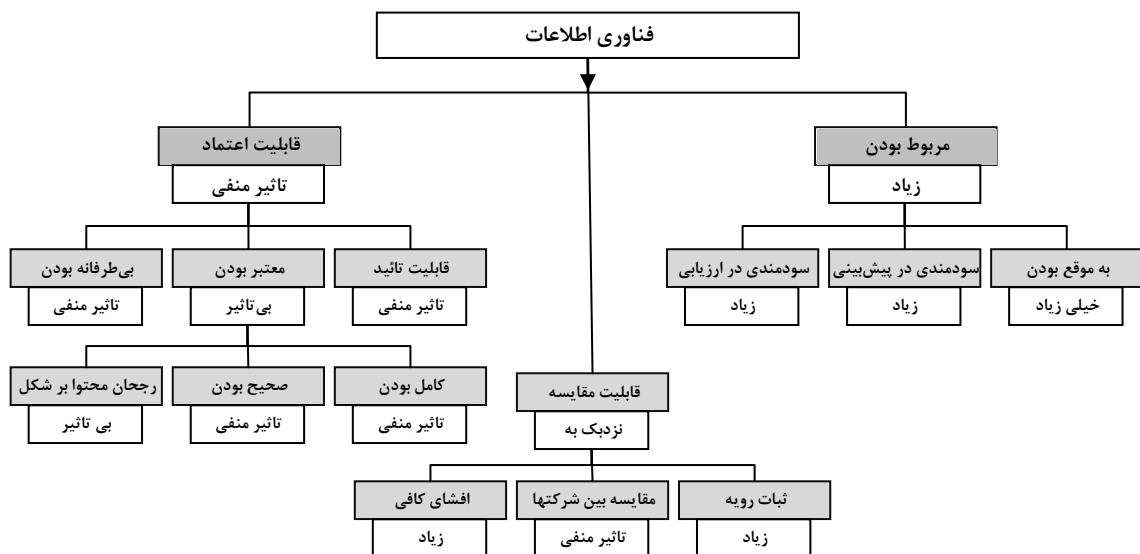 فناوری اطلاعات
مربوط بودن
زیاد
قابلیت اعتماد
تاثیر منفی
به موقع بودن
خیلی زیاد
سودمندی در پیش‌بینی
زیاد
سودمندی در ارزیابی
زیاد
قابلیت تائید
تاثیر منفی
معتبر بودن
بی‌تاثیر
بی‌طرفانه بودن
تاثیر منفی
کامل بودن
تاثیر منفی
صحیح بودن
تاثیر منفی
رجحان محتوا بر شکل
بی تاثیر
قابلیت مقایسه
نزدبک به
ثبات رویه
زیاد
مقایسه بین شرکتها
تاثیر منفی
افشای کافی
زیاد